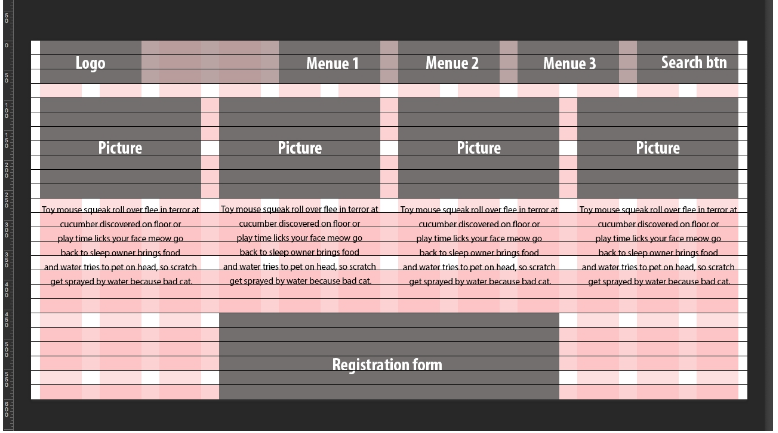 Logo
Menue 1
Menue 2
Menue 3
Search btn
Picture
Picture
Picture
Picture
Toy mouse squeak roll over flee in terror at
cucumber discovered on floor or
play time licks your face meow go
back to sleep owner brings food
and water tries to pet on head, so scratch
get sprayed by water because bad cat.
Toy mouse squeak roll over flee in terror at
cucumber discovered on floor or
play time licks your face meow go
back to sleep owner brings food
and water tries to pet on head, so scratch
get sprayed by water because bad cat.
Toy mouse squeak roll over flee in terror at
cucumber discovered on floor or
play time licks your face meow go
back to sleep owner brings food
and water tries to pet on head, so scratch
get sprayed by water because bad cat.
Toy mouse squeak roll over flee in terror at
cucumber discovered on floor or
play time licks your face meow go
back to sleep owner brings food
and water tries to pet on head, so scratch
get sprayed by water because bad cat.
Registration form